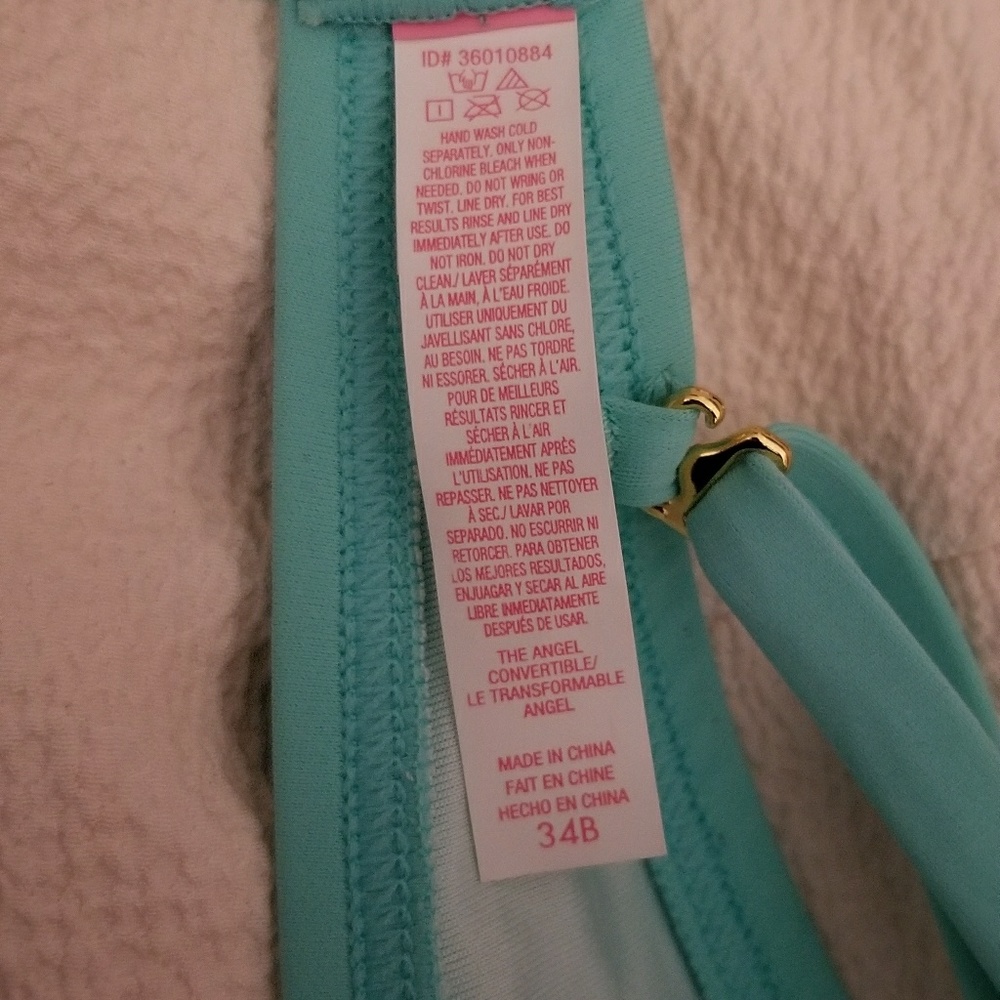 ID# 36010884
HAND WASH COLD
SEPARATELY. ONLY NON-
CHLORINE BLEACH WHEN
NEEDED. DO NOT WRING OR
TWIST. LINE DRY. FOR BEST
RESULTS RINSE AND LINE DRY
IMMEDIATELY AFTER USE. DO
NOT IRON. DO NOT DRY
CLEAN./ LAVER SÉPARÉMENT
À LA MAIN, À L'EAU FROIDE.
UTILISER UNIQUEMENT DU
JAVELLISANT SANS CHLORE,
AU BESOIN. NE PAS TORDRE
NI ESSORER. SÉCHER À L'AIR.
POUR DE MEILLEURS
RÉSULTATS RINCER ET
SÉCHER À L'AIR
IMMÉDIATEMENT APRÈS
L'UTILISATION. NE PAS
REPASSER. NE PAS NETTOYER
À SEC./ LAVAR POR
SEPARADO. NO ESCURRIR NI
RETORCER. PARA OBTENER
LOS MEJORES RESULTADOS,
ENJUAGAR Y SECAR AL AIRE
LIBRE INMEDIATAMENTE
DESPUÉS DE USAR.
THE ANGEL
CONVERTIBLE/
LE TRANSFORMABLE
ANGEL
MADE IN CHINA
FAIT EN CHINE
HECHO EN CHINA
34B